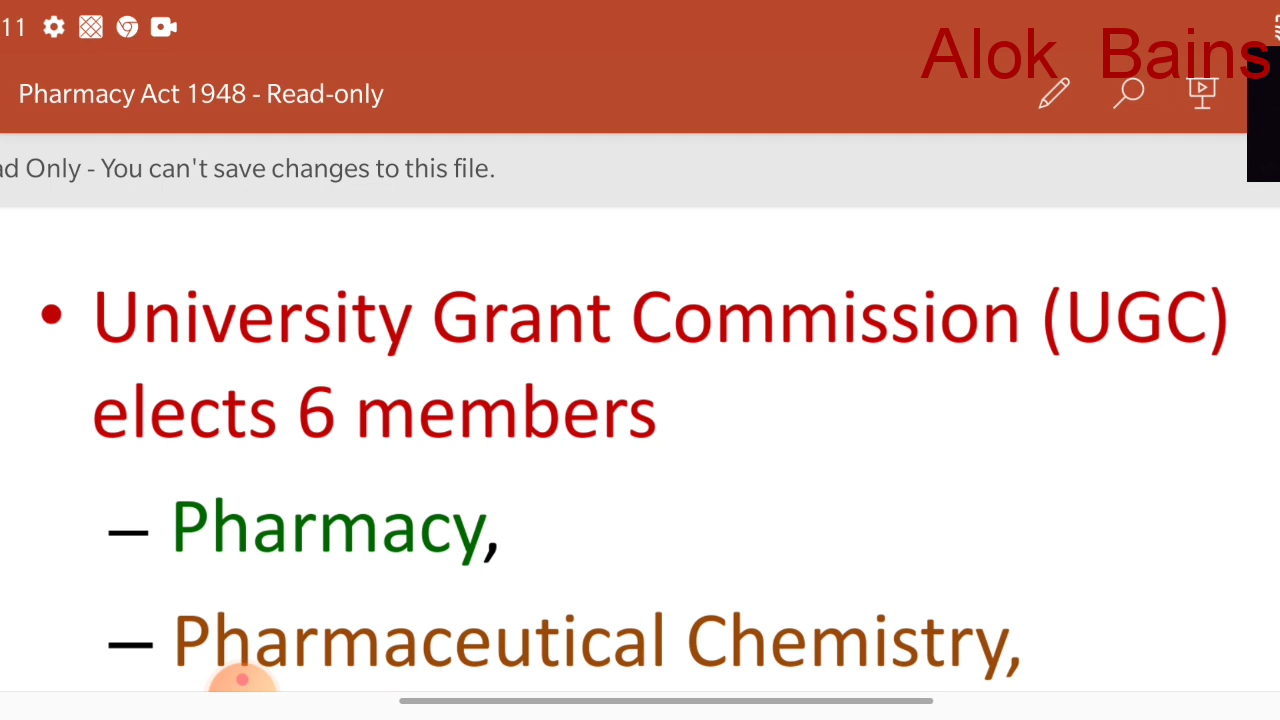 11
Alok Bains
Pharmacy Act 1948 - Read-only
ad Only - You can't save changes to this file.
• University Grant Commission (UGC)
elects 6 members
– Pharmacy,
– Pharmaceutical Chemistry,